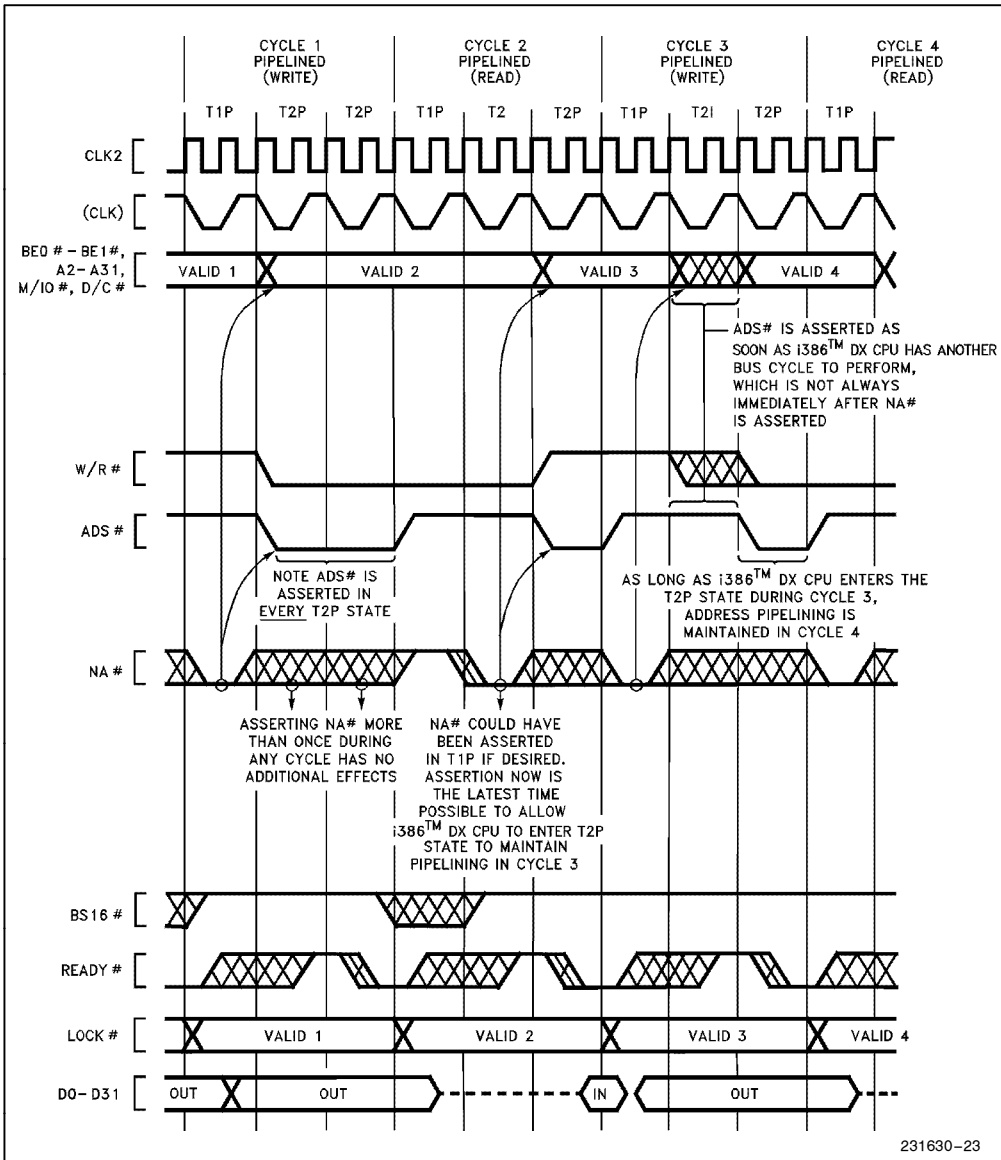 CYCLE 1
PIPELINED
(WRITE)
CYCLE 2
PIPELINED
(READ)
CYCLE 3
PIPELINED
(WRITE)
CYCLE 4
PIPELINED
(READ)
T1P T2P T2P T1P T2 T2P T1P T2I T2P T1P
CLK2
(CLK)
BE0 # - BE1#,
A2-A31,
M/IO #, D/C #
VALID 1 VALID 2 VALID 3 VALID 4
ADS# IS ASSERTED AS
SOON AS i386™ DX CPU HAS ANOTHER
BUS CYCLE TO PERFORM,
WHICH IS NOT ALWAYS
IMMEDIATELY AFTER NA#
IS ASSERTED
W/R #
ADS #
NOTE ADS# IS
ASSERTED IN
EVERY T2P STATE
AS LONG AS i386™ DX CPU ENTERS THE
T2P STATE DURING CYCLE 3,
ADDRESS PIPELINING IS
MAINTAINED IN CYCLE 4
NA #
ASSERTING NA# MORE
THAN ONCE DURING
ANY CYCLE HAS NO
ADDITIONAL EFFECTS
NA# COULD HAVE
BEEN ASSERTED
IN T1P IF DESIRED.
ASSERTION NOW IS
THE LATEST TIME
POSSIBLE TO ALLOW
i386™ DX CPU TO ENTER T2P
STATE TO MAINTAIN
PIPELINING IN CYCLE 3
BS16 #
READY #
LOCK #
VALID 1 VALID 2 VALID 3 VALID 4
D0-D31
OUT OUT IN OUT
231630-23